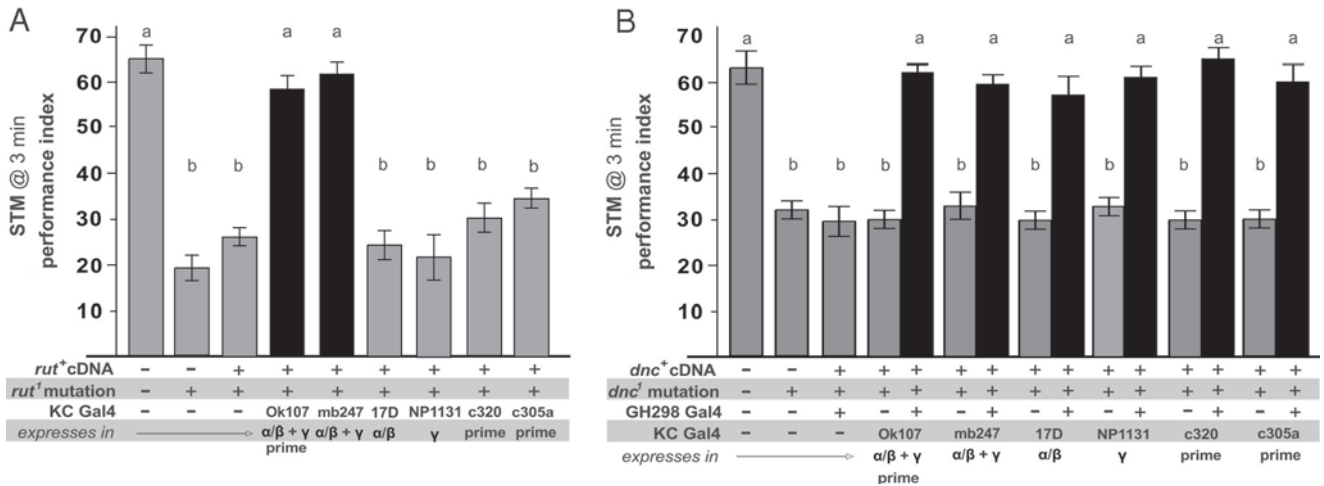 A
STM @ 3 min
performance index
70
60
50
40
30
20
10
a
b
b
a
a
b
b
b
b
rut⁺cDNA – – + + + + + + +
rut¹ mutation – + + + + + + + +
KC Gal4 – – – Ok107 mb247 17D NP1131 c320 c305a
expresses in α/β + γ α/β + γ α/β γ prime prime
prime
B
STM @ 3 min
performance index
70
60
50
40
30
20
10
a
b
b
b
a
b
a
b
a
b
a
b
a
b
a
dnc⁺cDNA – – + + + + + + + + + + + + +
dnc¹ mutation – + + + + + + + + + + + + + +
GH298 Gal4 – – + – + – + – + – + – + – +
KC Gal4 – – – Ok107 mb247 17D NP1131 c320 c305a
expresses in α/β + γ α/β + γ α/β γ prime prime
prime